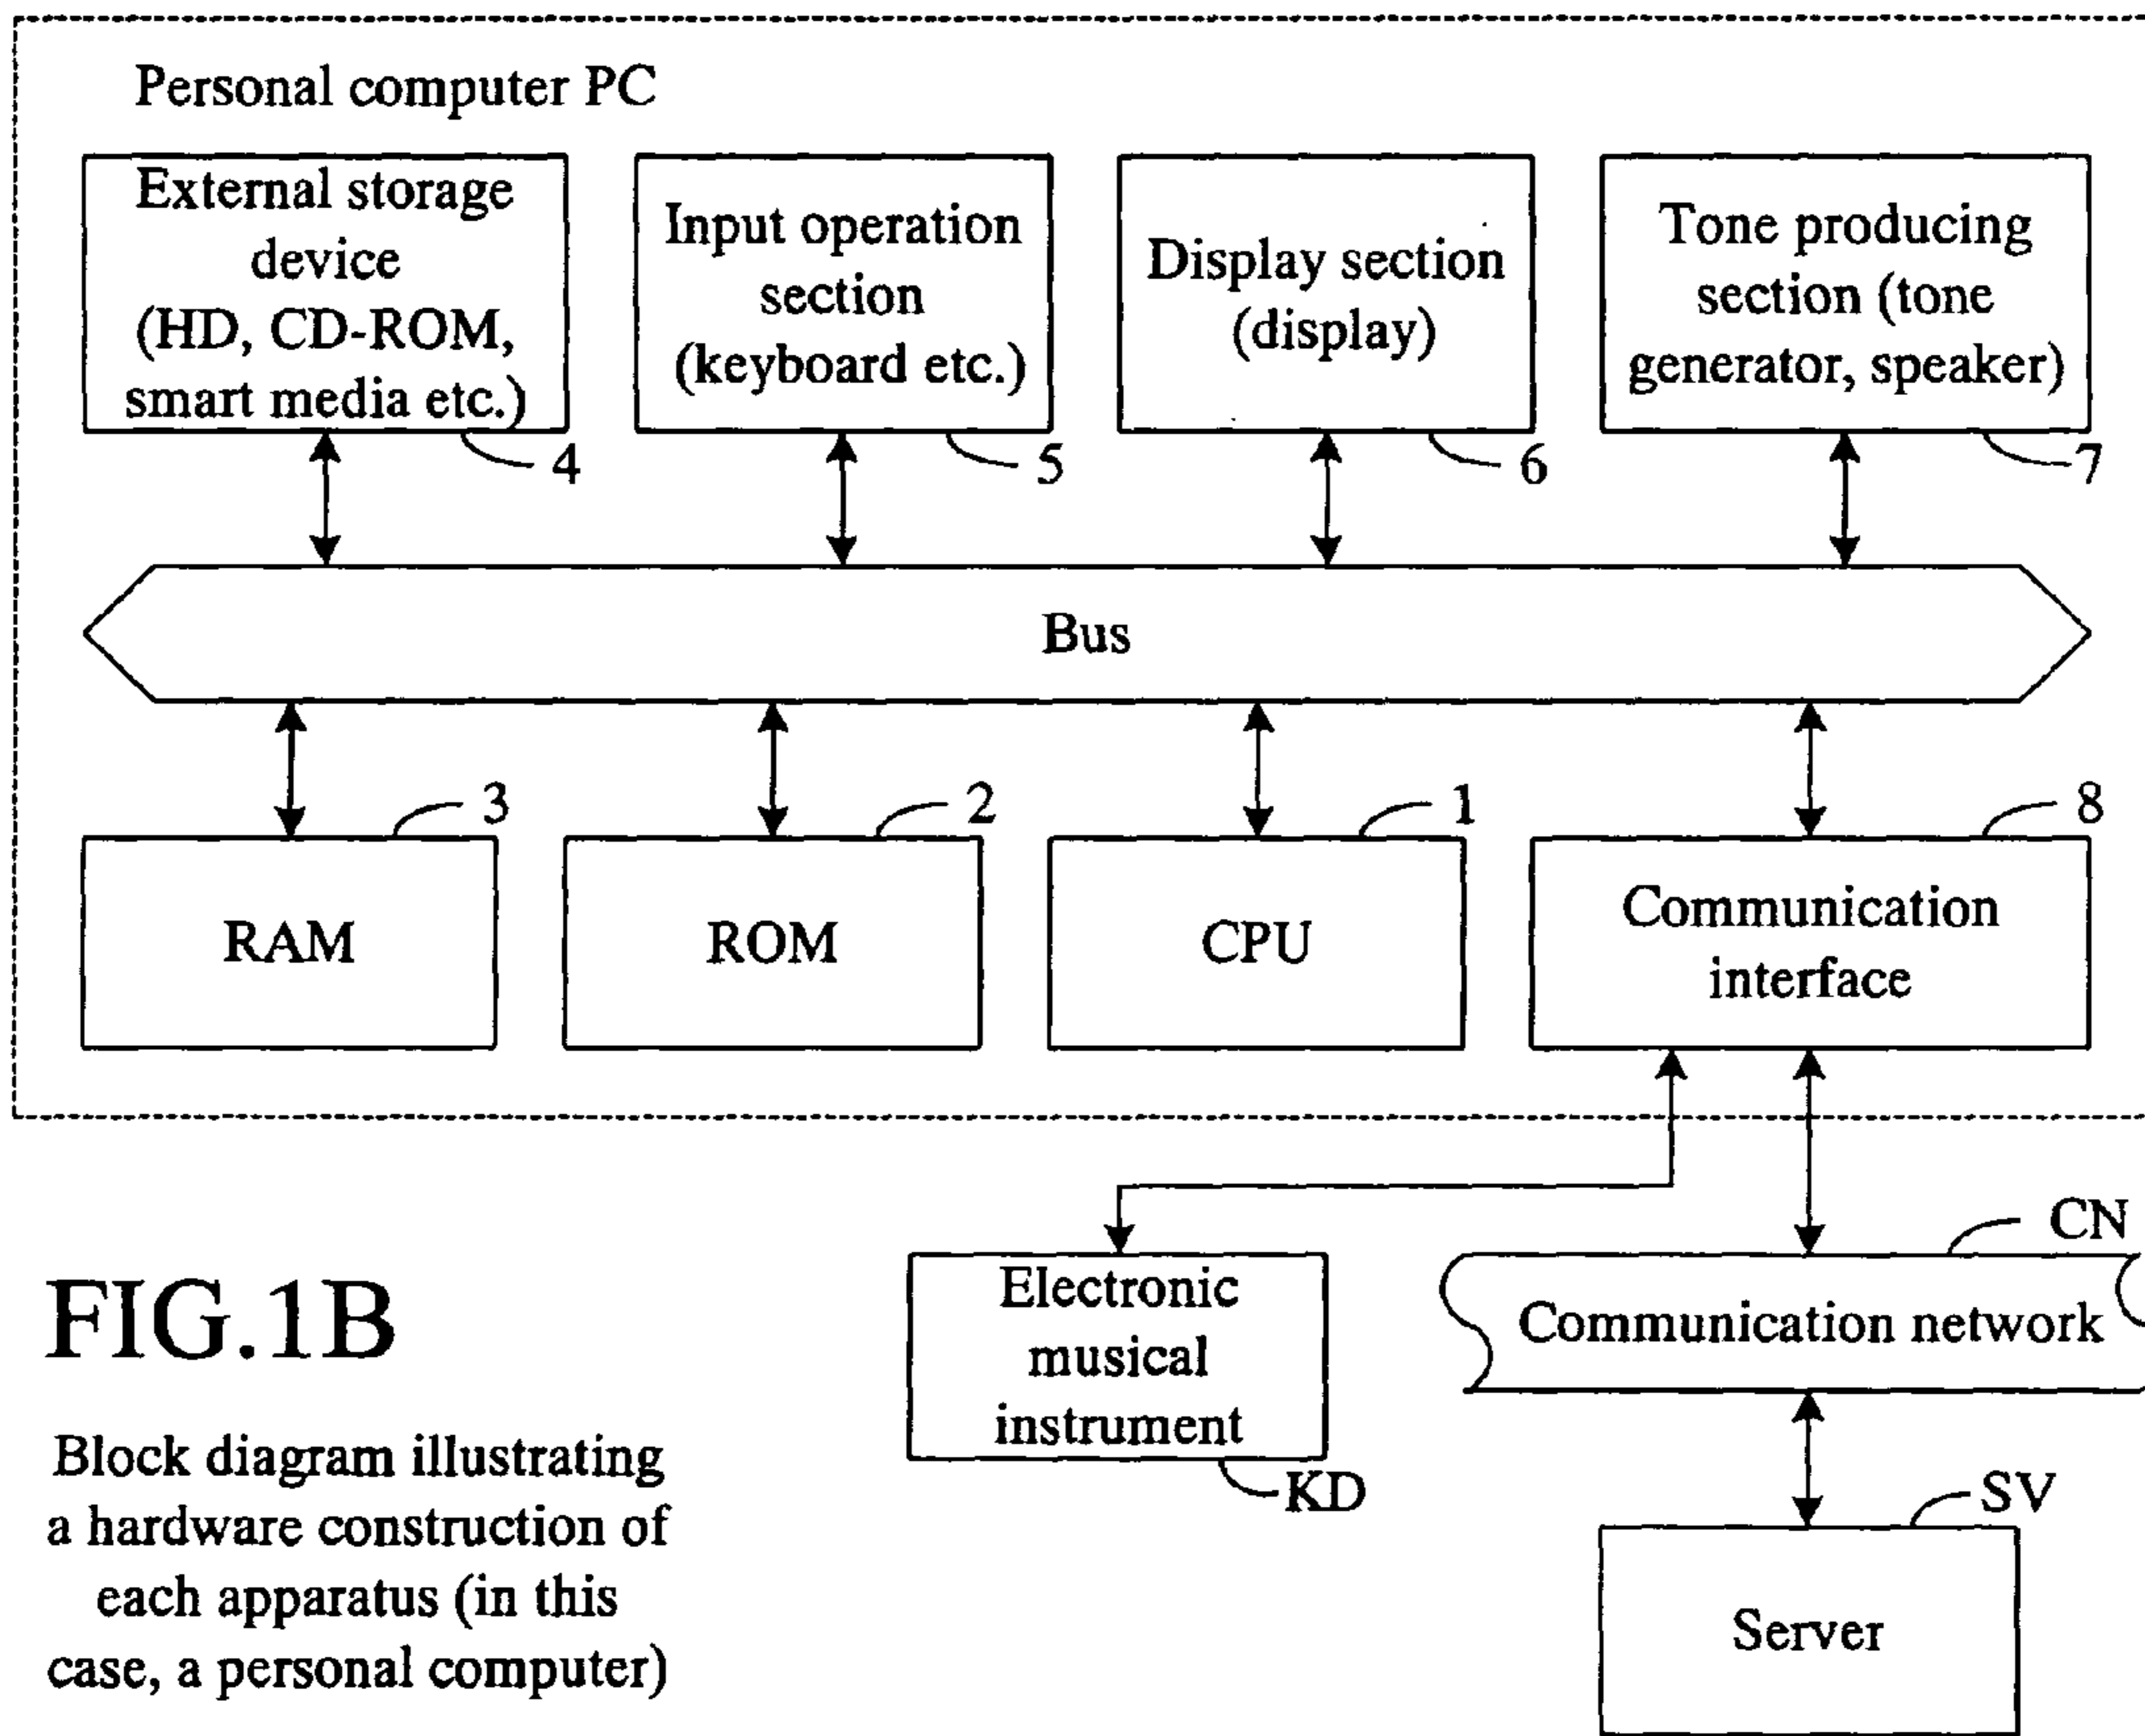 Personal computer PC
External storage
device
(HD, CD-ROM,
smart media etc.)
4
Input operation
section
(keyboard etc.)
5
Display section
(display)
6
Tone producing
section (tone
generator, speaker)
7
Bus
3
RAM
2
ROM
1
CPU
8
Communication
interface
Electronic
musical
instrument
KD
CN
Communication network
SV
Server
FIG.1B
Block diagram illustrating
a hardware construction of
each apparatus (in this
case, a personal computer)